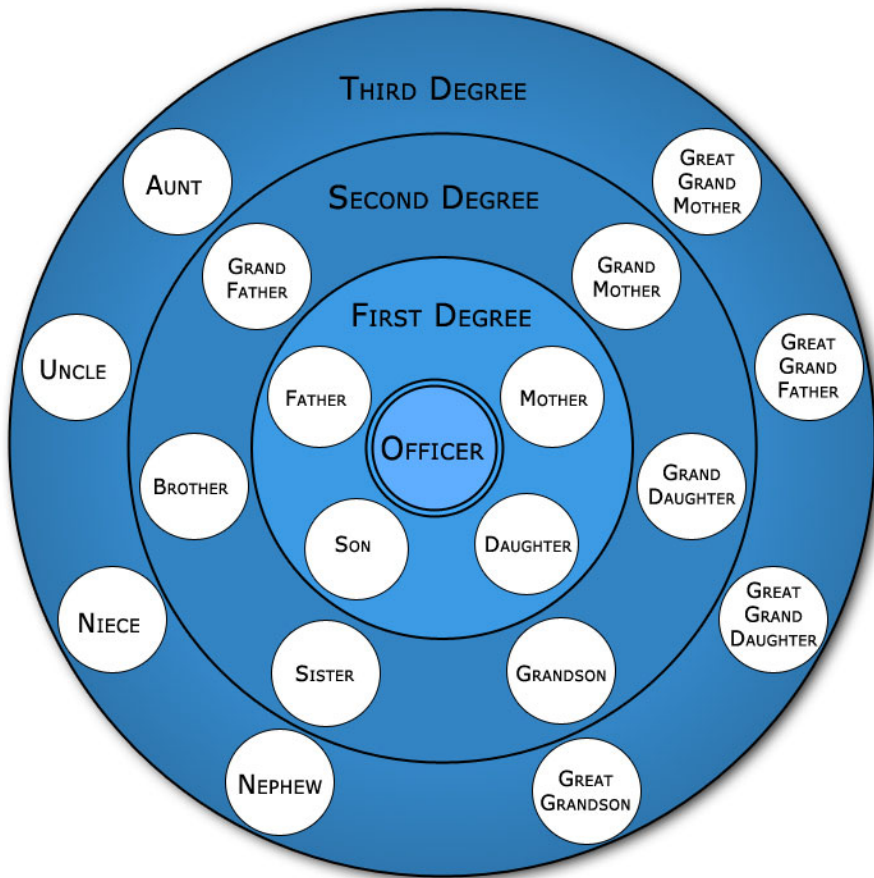 Third Degree
Aunt
Great
Grand
Mother
Second Degree
Grand
Father
Grand
Mother
First Degree
Uncle
Great
Grand
Father
Father
Mother
Officer
Brother
Grand
Daughter
Son
Daughter
Niece
Great
Grand
Daughter
Sister
Grandson
Nephew
Great
Grandson